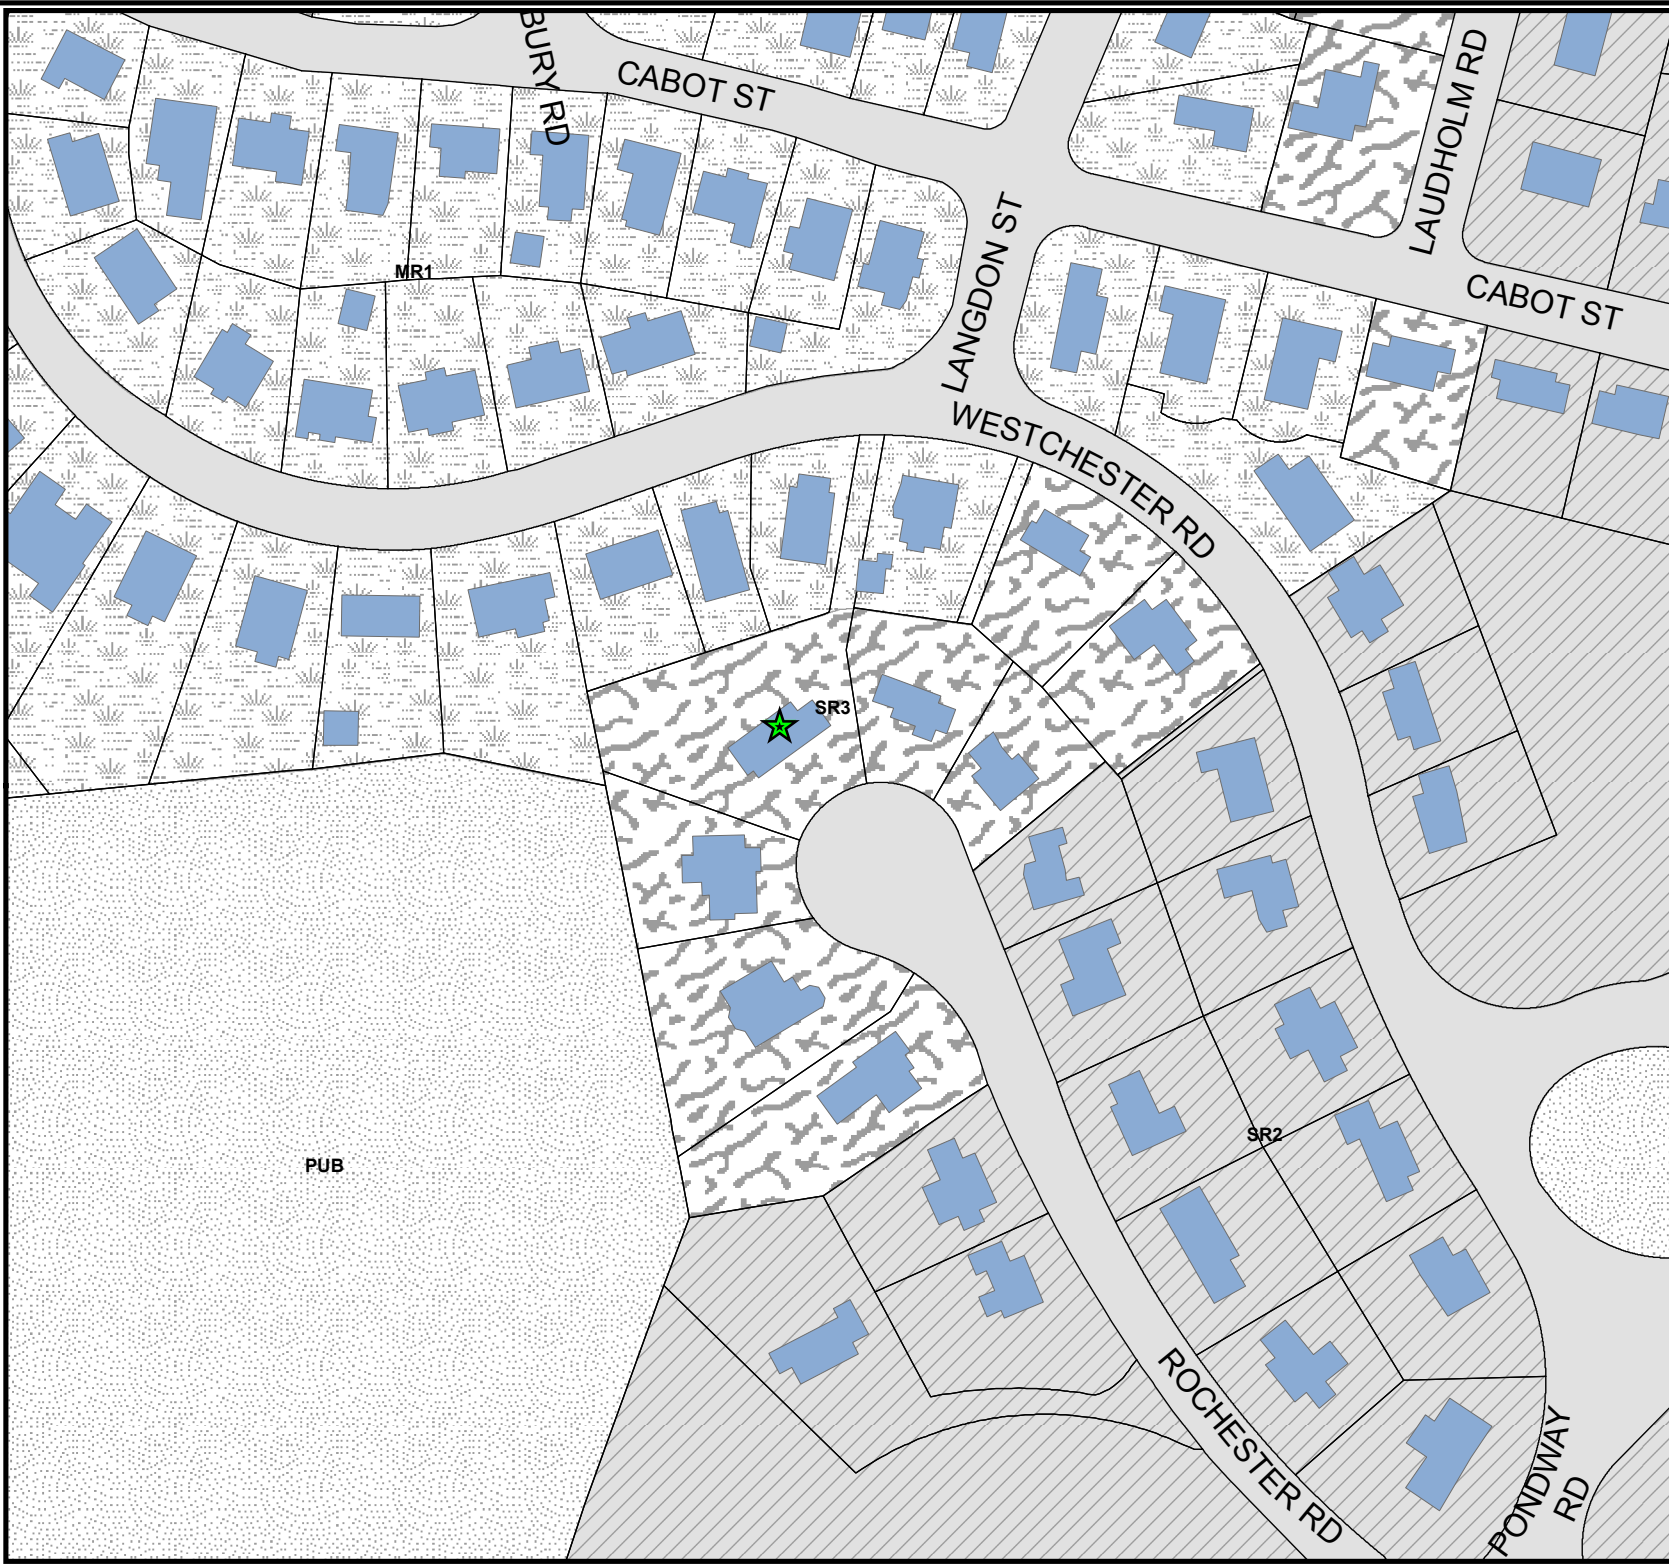 BURY RD
CABOT ST
LAUDHOLM RD
LANGDON ST
MR1
CABOT ST
WESTCHESTER RD
SR3
SR2
PUB
ROCHESTER RD
PONDWAY
RD